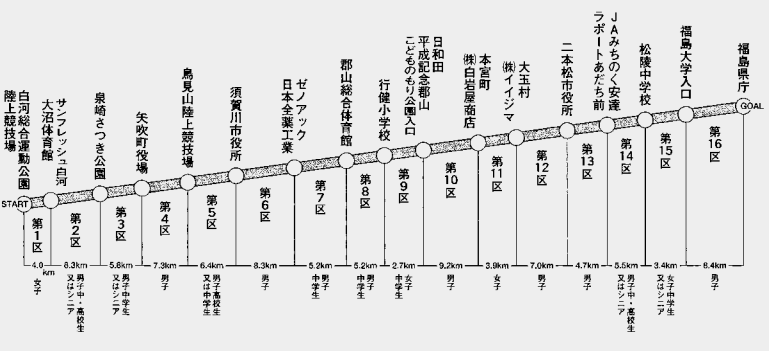 白河総合運動公園
陸上競技場
サンフレッシュ白河
大沼体育館
泉崎さつき公園
矢吹町役場
鳥見山陸上競技場
須賀川市役所
ゼノアック
日本全薬工業
郡山総合体育館
行健小学校
日和田
平成記念郡山
こどものもり公園入口
本宮町
㈱白岩屋商店
大玉村
㈱イイジマ
二本松市役所
JAみちのく安達
ラポートあだち前
松陵中学校
福島大学入口
福島県庁
START
GOAL
第1区
第2区
第3区
第4区
第5区
第6区
第7区
第8区
第9区
第10区
第11区
第12区
第13区
第14区
第15区
第16区
4.0km
6.3km
5.6km
7.3km
6.4km
8.3km
5.2km
5.2km
2.7km
9.2km
3.9km
7.0km
4.7km
5.5km
3.4km
8.4km
女子
男子中・高校生
又はシニア
男子中学生
又はシニア
男子
男子高校生
又は中学生
男子
男子
中学生
男子
中学生
女子
中学生
男子
女子
男子
男子
男子中・高校生
又はシニア
女子中学生
又はシニア
男子